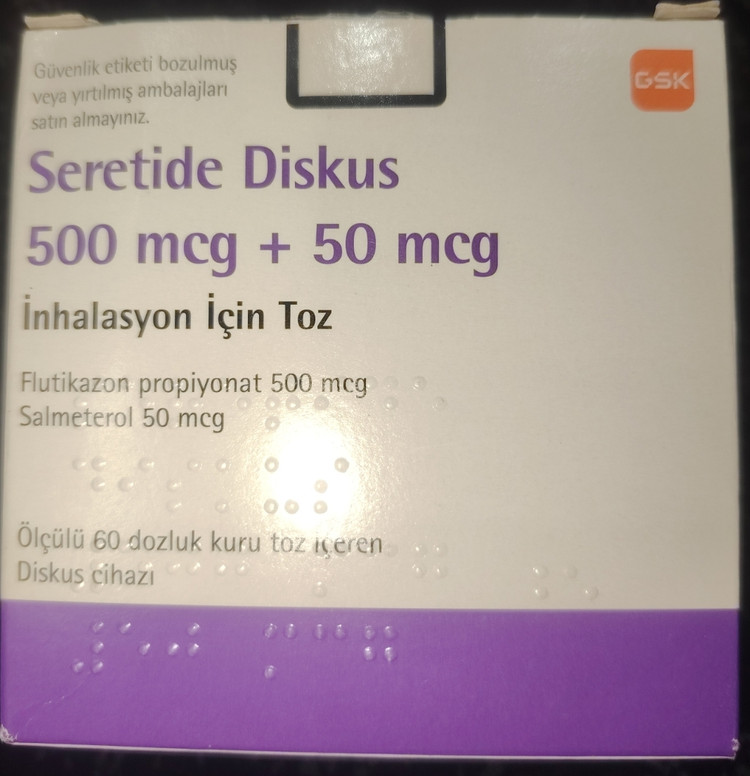 Güvenlik etiketi bozulmuş
veya yırtılmış ambalajları
satın almayınız.
GSK
Seretide Diskus
500 mcg + 50 mcg
İnhalasyon İçin Toz
Flutikazon propiyonat 500 mcg
Salmeterol 50 mcg
Ölçülü 60 dozluk kuru toz içeren
Diskus cihazı